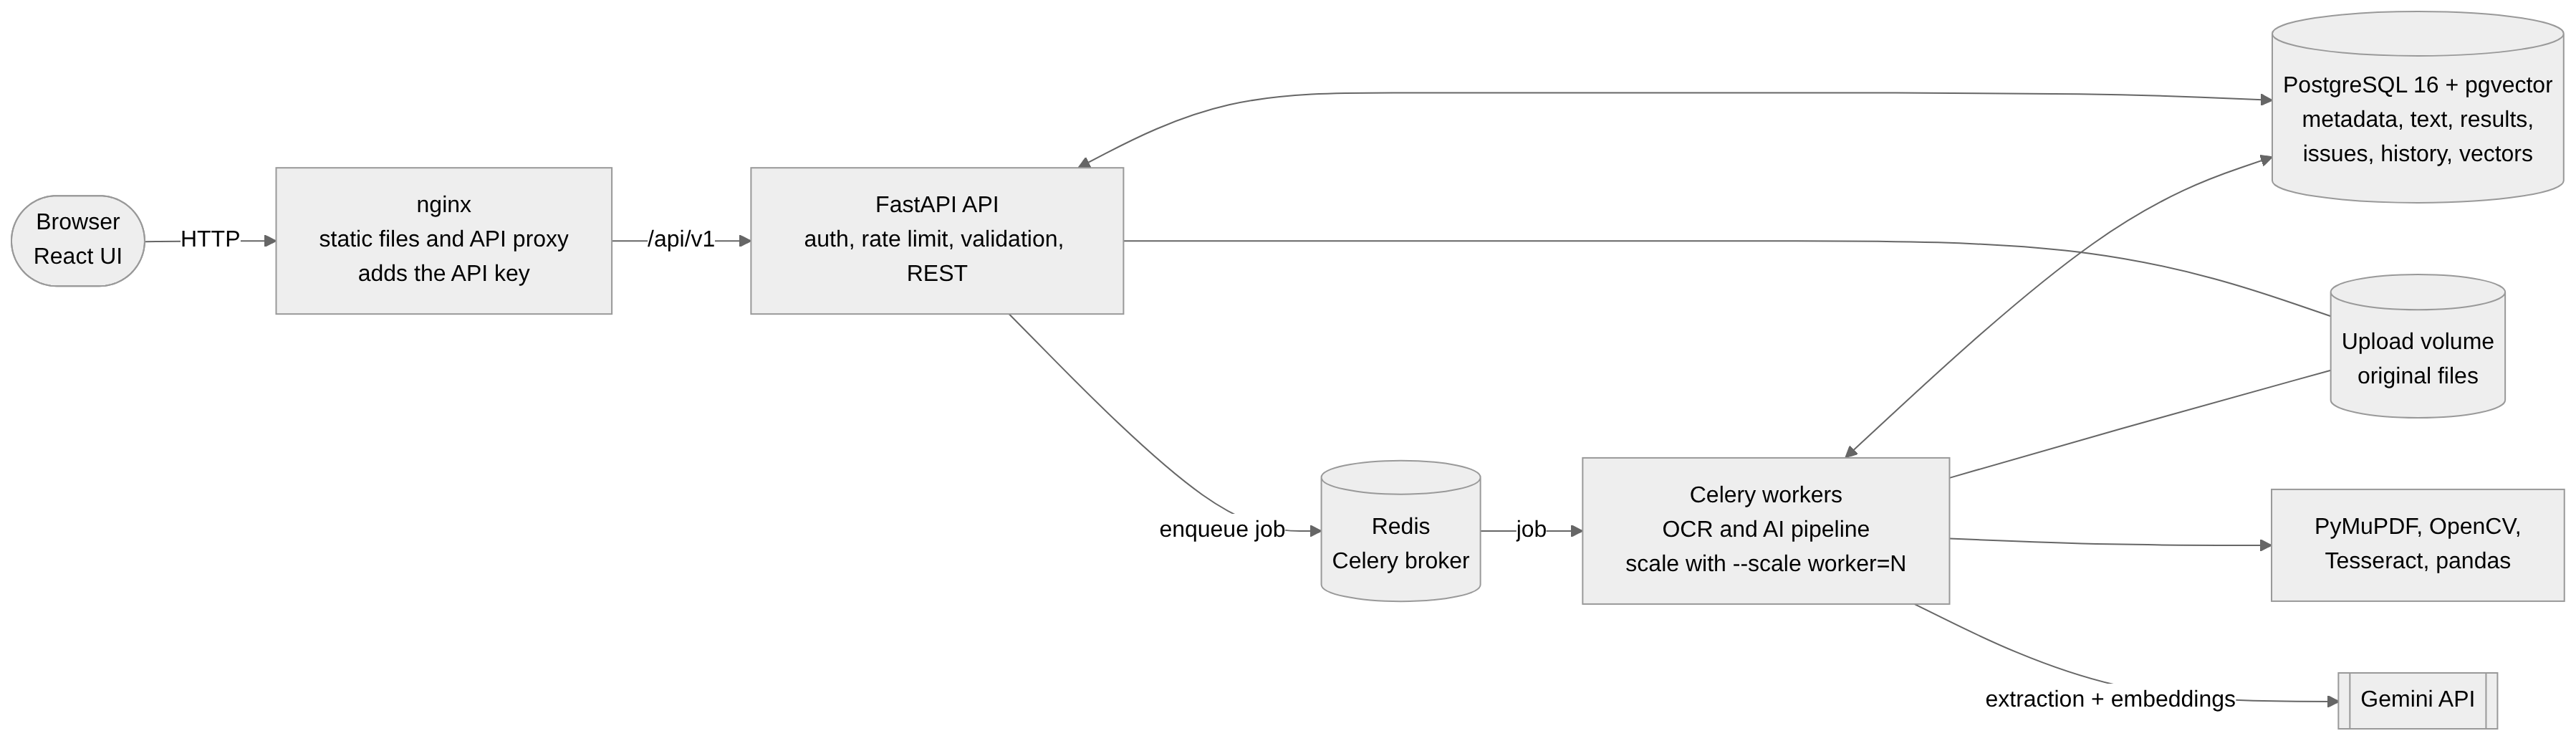 Browser
React UI
HTTP
nginx
static files and API proxy
adds the API key
/api/v1
FastAPI API
auth, rate limit, validation,
REST
enqueue job
Redis
Celery broker
job
Celery workers
OCR and AI pipeline
scale with --scale worker=N
PostgreSQL 16 + pgvector
metadata, text, results,
issues, history, vectors
Upload volume
original files
PyMuPDF, OpenCV,
Tesseract, pandas
extraction + embeddings
Gemini API